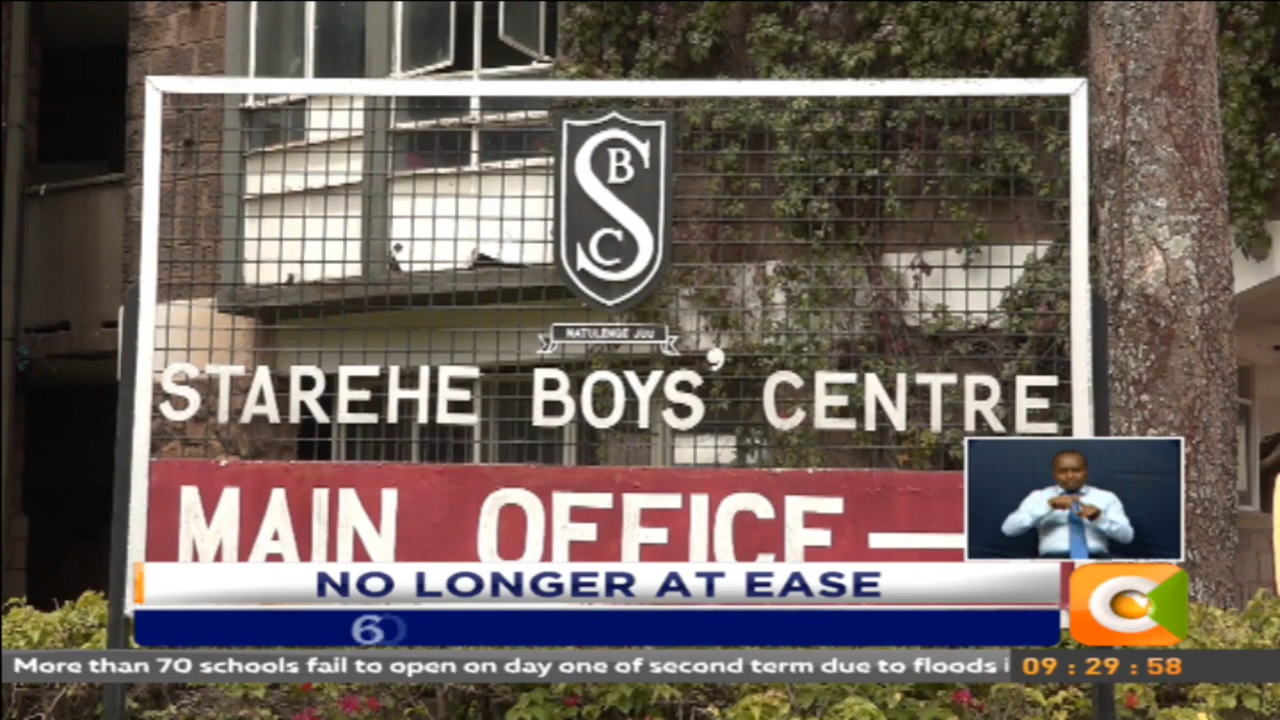 S
B
C
NATULENGE JUU
STAREHE BOYS' CENTRE
MAIN OFFICE
NO LONGER AT EASE
6
More than 70 schools fail to open on day one of second term due to floods i
09 : 29 : 58